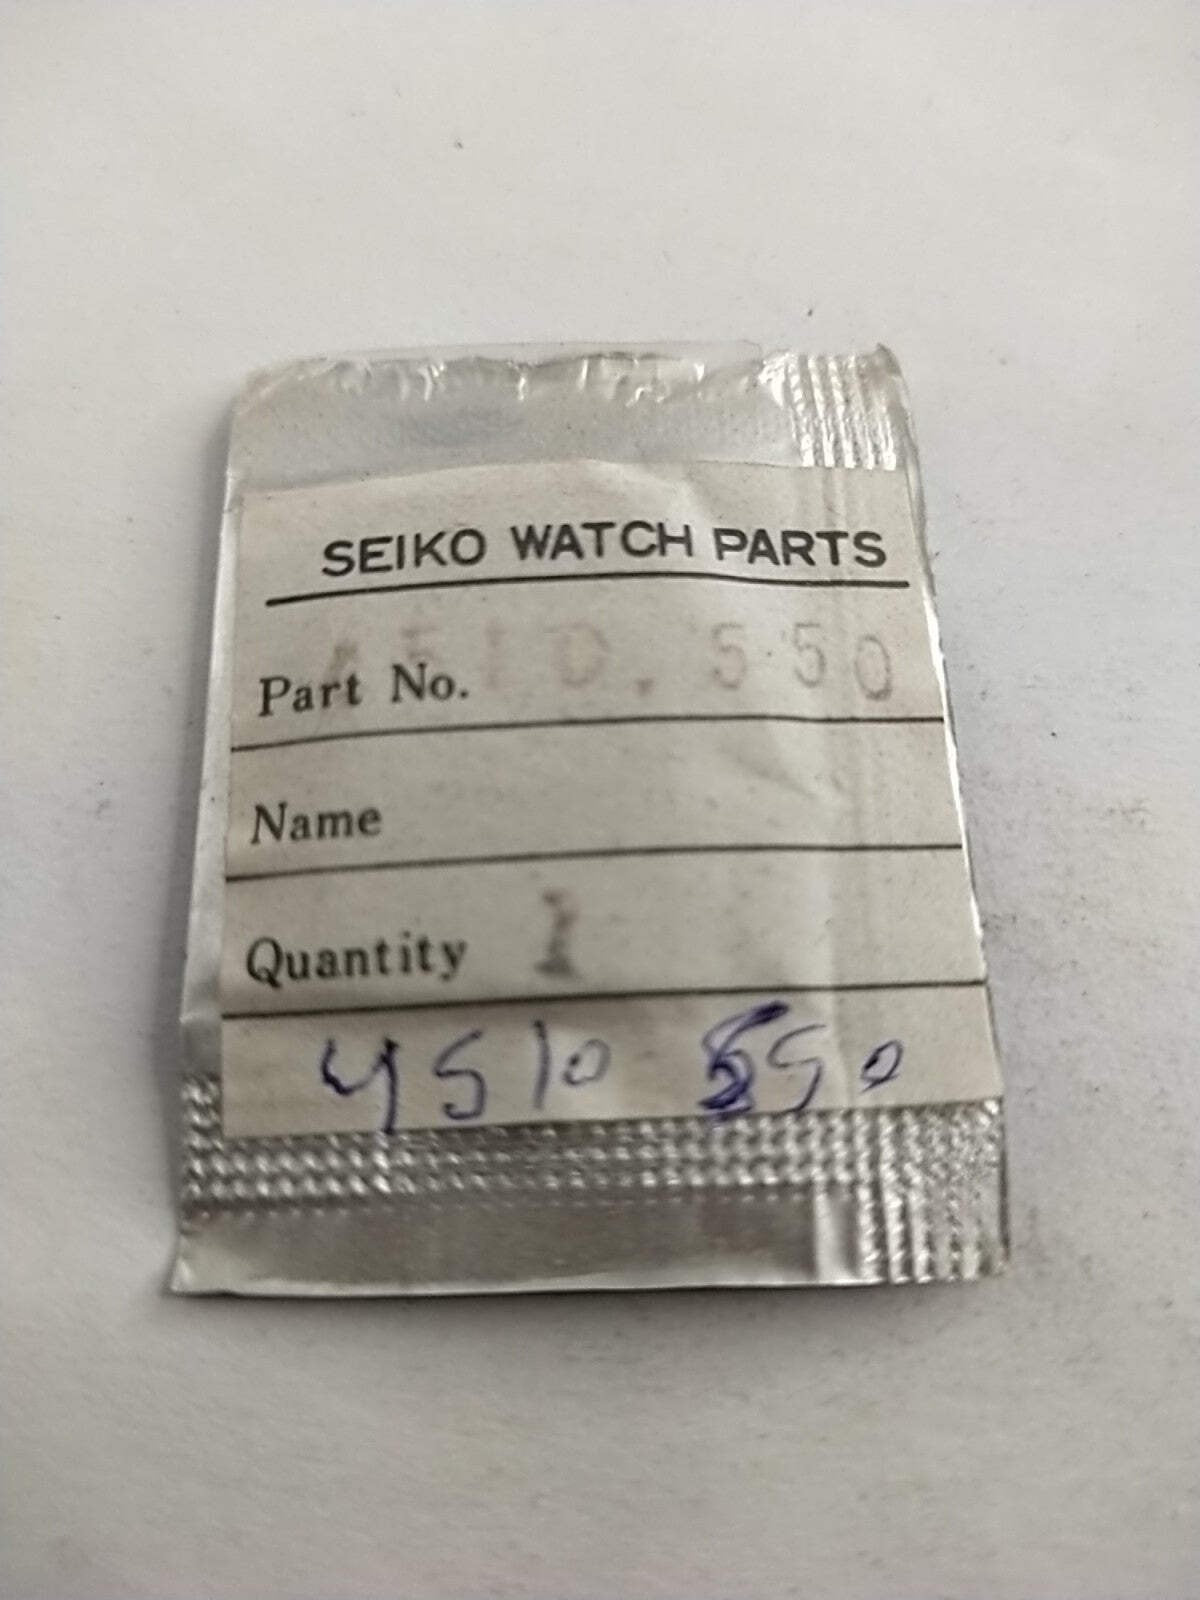 SEIKO WATCH PARTS
Part No. 4510.550
Name
Quantity 1
4510 550